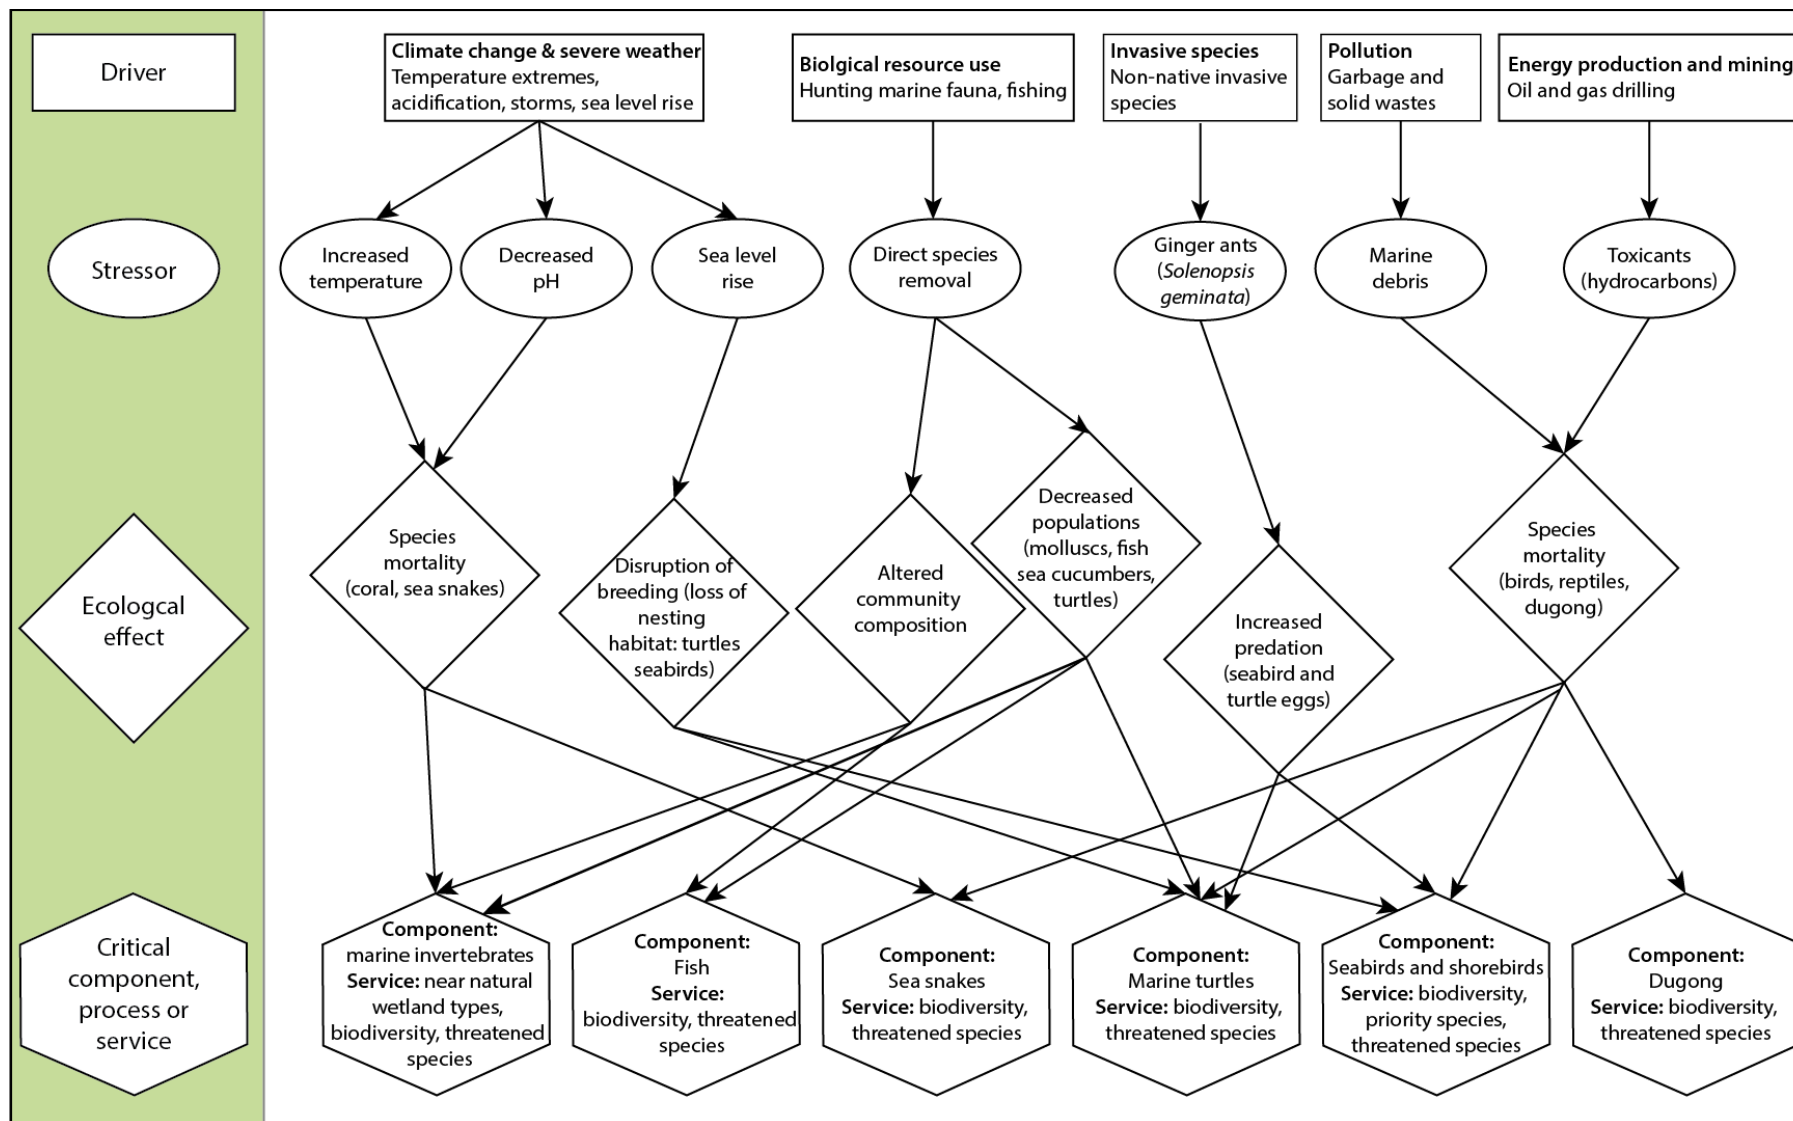 Driver
Climate change & severe weather
Temperature extremes,
acidification, storms, sea level rise
Biolgical resource use
Hunting marine fauna, fishing
Invasive species
Non-native invasive
species
Pollution
Garbage and
solid wastes
Energy production and mining
Oil and gas drilling
Stressor
Increased
temperature
Decreased
pH
Sea level
rise
Direct species
removal
Ginger ants
(Solenopsis
geminata)
Marine
debris
Toxicants
(hydrocarbons)
Ecologcal
effect
Species
mortality
(coral, sea snakes)
Disruption of
breeding (loss of
nesting
habitat: turtles
seabirds)
Altered
community
composition
Decreased
populations
(molluscs, fish
sea cucumbers,
turtles)
Increased
predation
(seabird and
turtle eggs)
Species
mortality
(birds, reptiles,
dugong)
Critical
component,
process or
service
Component:
marine invertebrates
Service: near natural
wetland types,
biodiversity, threatened
species
Component:
Fish
Service:
biodiversity, threatened
species
Component:
Sea snakes
Service: biodiversity,
threatened species
Component:
Marine turtles
Service: biodiversity,
threatened species
Component:
Seabirds and shorebirds
Service: biodiversity,
priority species,
threatened species
Component:
Dugong
Service: biodiversity,
threatened species